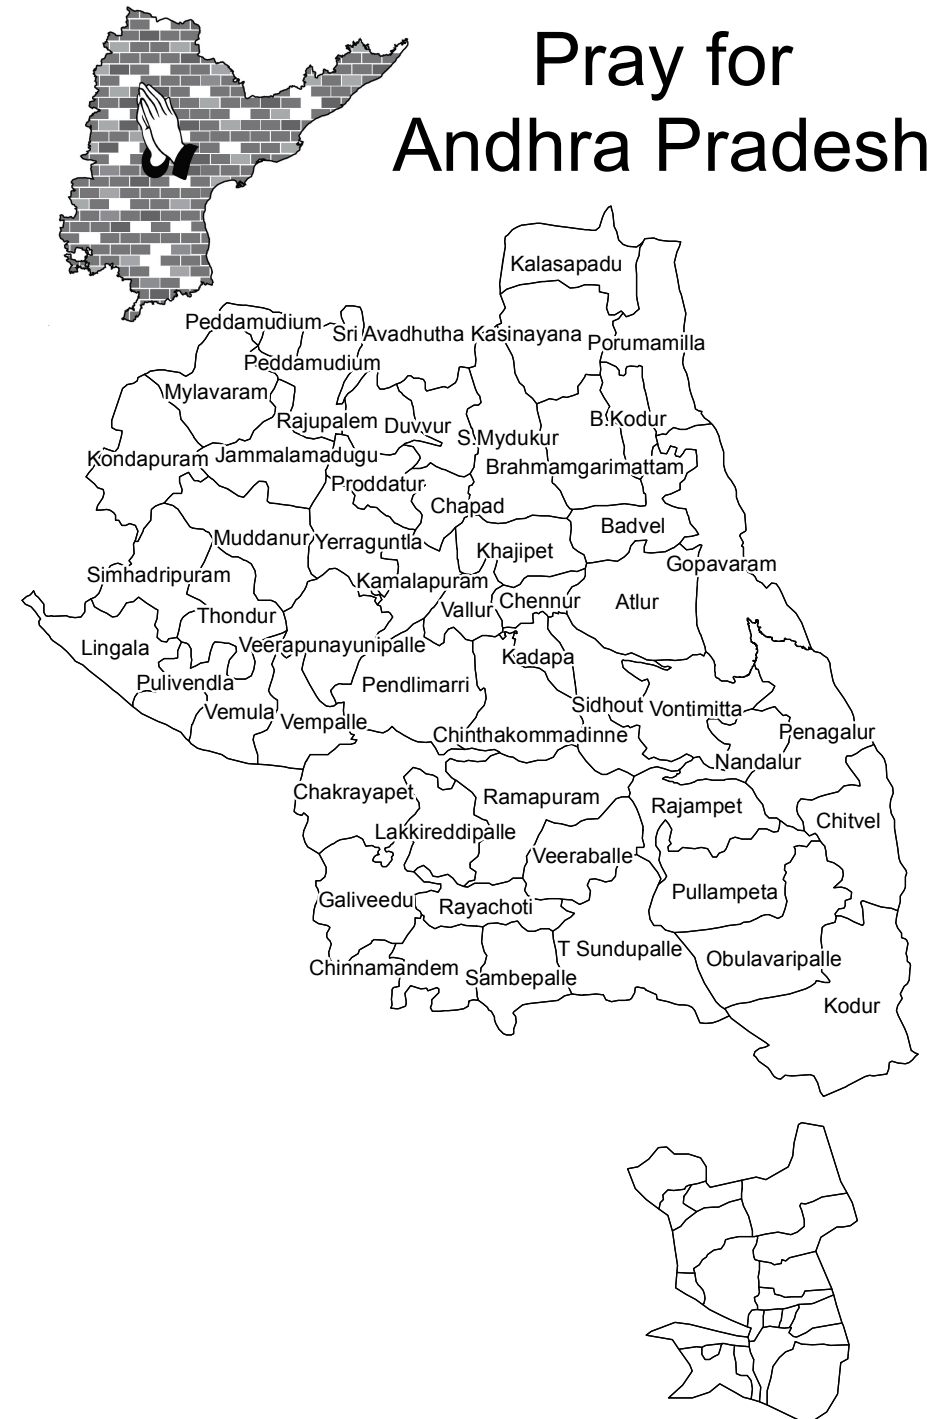 Pray for
Andhra Pradesh
Kalasapadu
Peddamudium
Sri Avadhutha Kasinayana
Porumamilla
Peddamudium
Mylavaram
Rajupalem
Duvvur
B.Kodur
S.Mydukur
Kondapuram
Jammalamadugu
Brahmamgarimattam
Proddatur
Chapad
Badvel
Muddanur
Yerraguntla
Khajipet
Gopavaram
Simhadripuram
Kamalapuram
Vallur
Chennur
Atlur
Thondur
Lingala
Veerapunayunipalle
Kadapa
Pulivendla
Pendlimarri
Sidhout
Vontimitta
Vemula
Vempalle
Chinthakommadinne
Penagalur
Nandalur
Chakrayapet
Ramapuram
Rajampet
Chitvel
Lakkireddipalle
Veeraballe
Pullampeta
Galiveedu
Rayachoti
T Sundupalle
Obulavaripalle
Chinnamandem
Sambepalle
Kodur